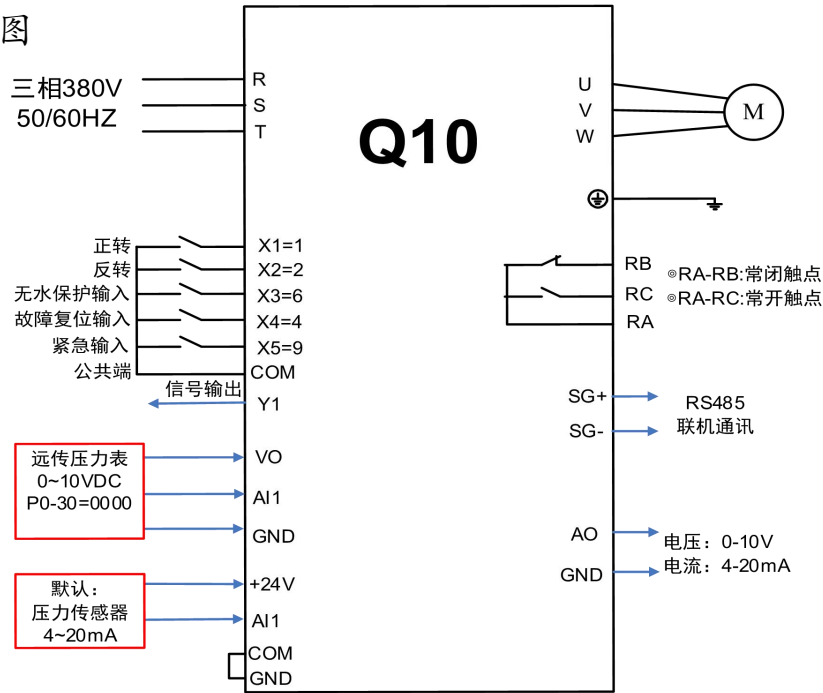 图
三相380V
50/60HZ
R
S
T
Q10
U
V
W
M
正转
反转
无水保护输入
故障复位输入
紧急输入
公共端
X1=1
X2=2
X3=6
X4=4
X5=9
COM
信号输出
Y1
RB
RC
RA
◎RA-RB:常闭触点
◎RA-RC:常开触点
SG+
SG-
RS485
联机通讯
远传压力表
0~10VDC
P0-30=0000
VO
AI1
GND
AO
GND
电压：0-10V
电流：4-20mA
默认：
压力传感器
4~20mA
+24V
AI1
COM
GND